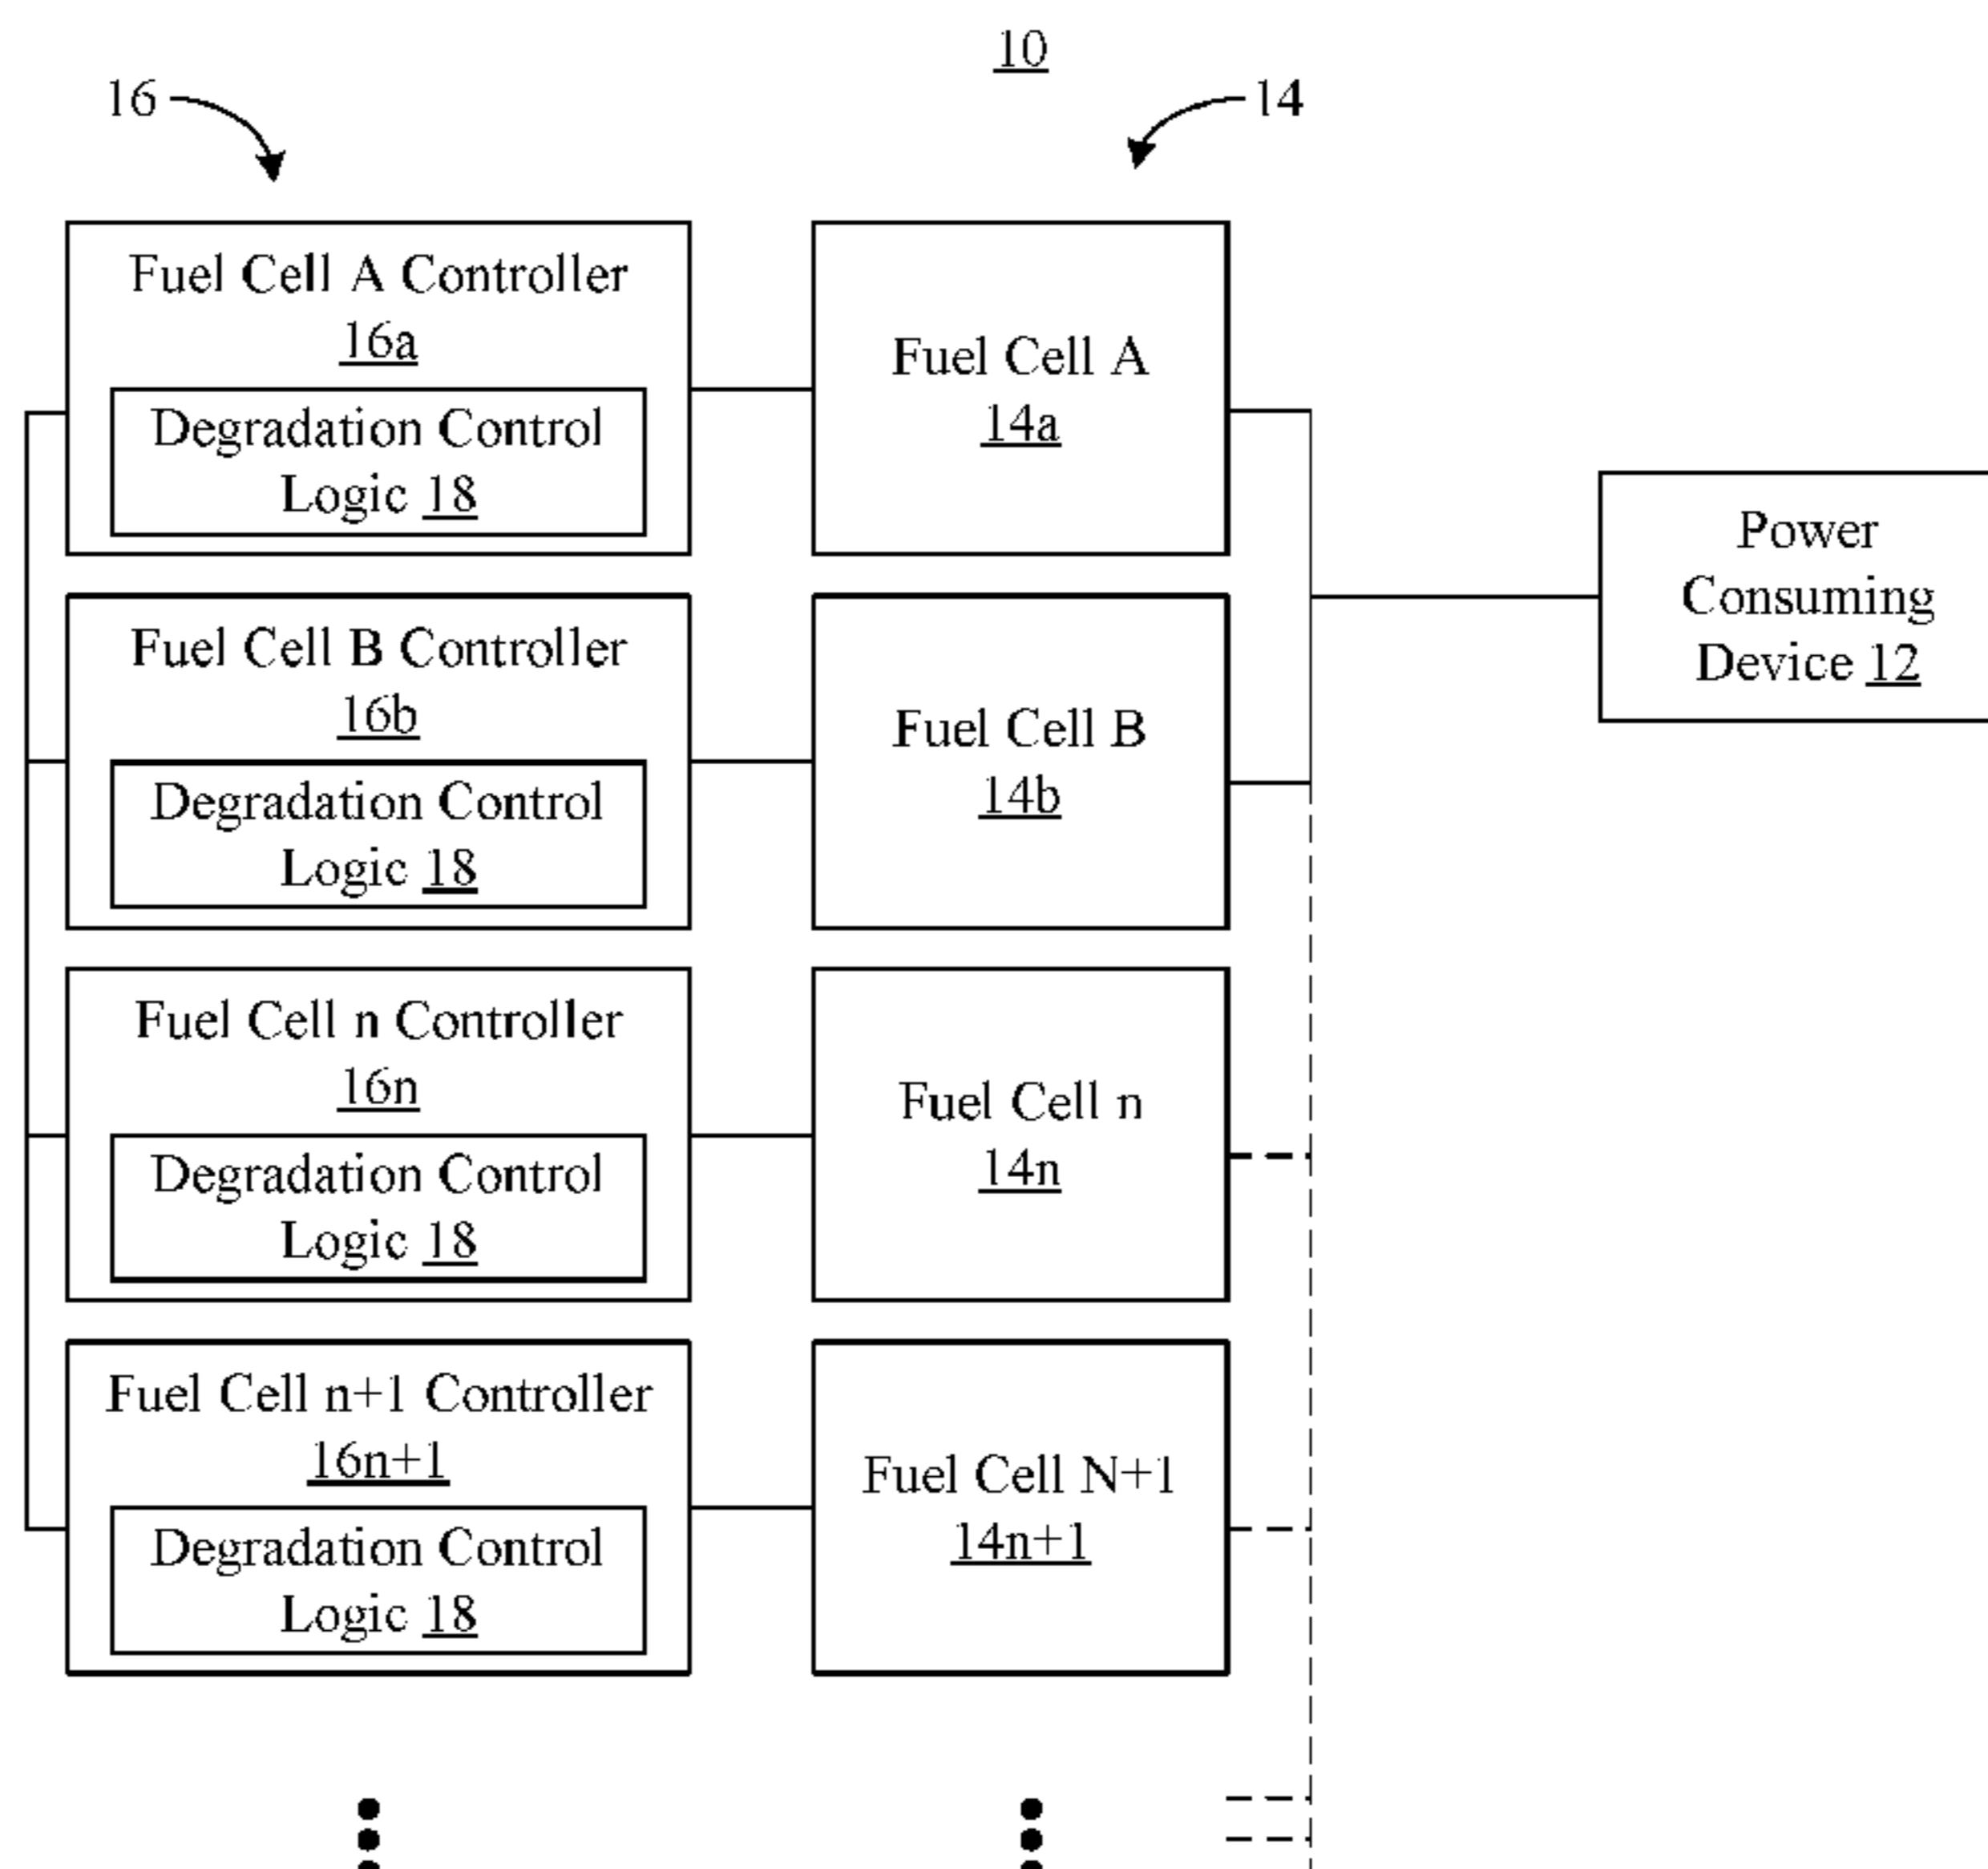 10
16
14
Fuel Cell A Controller
16a
Degradation Control
Logic 18
Fuel Cell A
14a
Power
Consuming
Device 12
Fuel Cell B Controller
16b
Degradation Control
Logic 18
Fuel Cell B
14b
Fuel Cell n Controller
16n
Degradation Control
Logic 18
Fuel Cell n
14n
Fuel Cell n+1 Controller
16n+1
Degradation Control
Logic 18
Fuel Cell N+1
14n+1